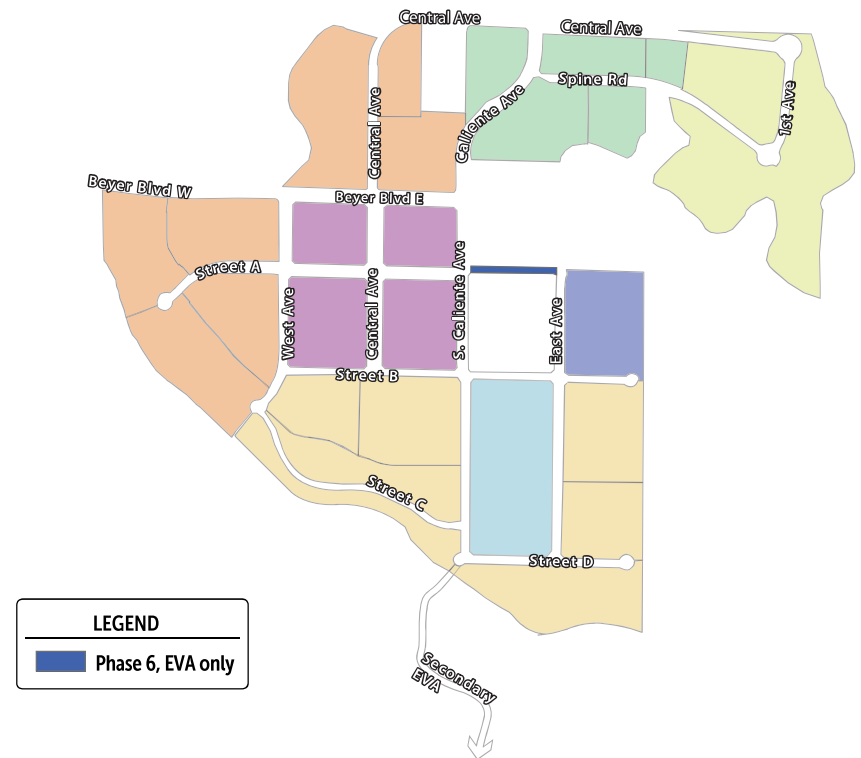 Central Ave
Central Ave
Spine Rd
Caliente Ave
1st Ave
Central Ave
Beyer Blvd W
Beyer Blvd E
Street A
S. Caliente Ave
West Ave
Central Ave
East Ave
Street B
Street C
Street D
LEGEND
Phase 6, EVA only
Secondary
EVA